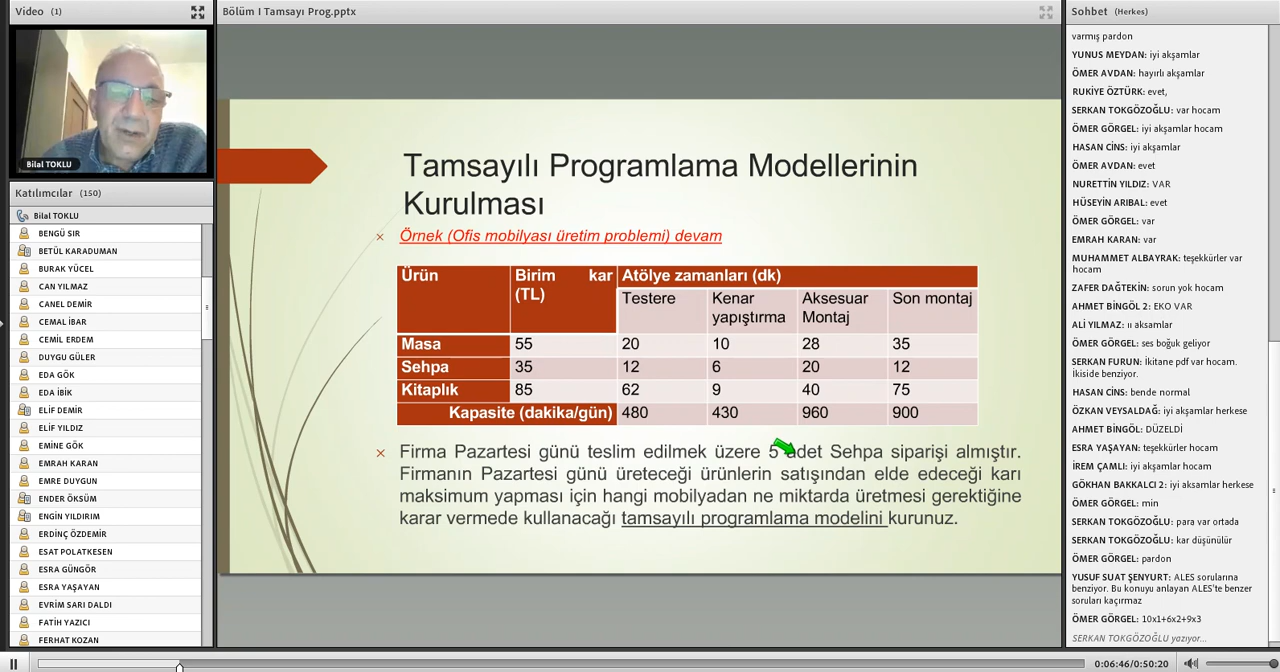 Video (1)
Bilal TOKLU
Katılımcılar (150)
Bilal TOKLU
BENGÜ SIR
BETÜL KARADUMAN
BURAK YÜCEL
CAN YILMAZ
CANEL DEMİR
CEMAL İBAR
CEMİL ERDEM
DUYGU GÜLER
EDA GÖK
EDA İBİK
ELİF DEMİR
ELİF YILDIZ
EMİNE GÖK
EMRAH KARAN
EMRE DUYGUN
ENDER ÖKSÜM
ENGİN YILDIRIM
ERDİNÇ ÖZDEMİR
ESAT POLATKESEN
ESRA GÜNEŞ
ESRA YAŞAYAN
EVRİM SARI DALDI
FATİH YAZICI
FERHAT KOZAN
Bölüm I Tamsayı Prog.pptx
Tamsayılı Programlama Modellerinin
Kurulması
Örnek (Ofis mobilyası üretim problemi) devam
Ürün Birim kar (TL) Atölye zamanları (dk)
Testere Kenar yapıştırma Aksesuar Montaj Son montaj
Masa 55 20 10 28 35
Sehpa 35 12 6 20 12
Kitaplık 85 62 9 40 75
Kapasite (dakika/gün) 480 430 960 900
Firma Pazartesi günü teslim edilmek üzere 5 adet Sehpa siparişi almıştır.
Firmanın Pazartesi günü üreteceği ürünlerin satışından elde edeceği karı
maksimum yapması için hangi mobilyadan ne miktarda üretmesi gerektiğine
karar vermede kullanacağı tamsayılı programlama modelini kurunuz.
Sohbet (Herkes)
varmış pardon
YUNUS MEYDAN: iyi akşamlar
ÖMER AVDAN: hayırlı akşamlar
RUKİYE ÖZTÜRK: evet,
SERKAN TOKGÖZOĞLU: var hocam
ÖMER GÖRGEL: iyi akşamlar hocam
HASAN CİNS: iyi akşamlar
ÖMER AVDAN: evet
NURETTİN YILDIZ: VAR
HÜSEYİN ARIBAL: evet
ÖMER GÖRGEL: var
EMRAH KARAN: var
MUHAMMET ALBAYRAK: teşekkürler var
hocam
ZAFER DAĞTEKİN: sorun yok hocam
AHMET BİNGÖL 2: EKO VAR
ALİ YILMAZ: ıı aksamlar
ÖMER GÖRGEL: ses boğuk geliyor
SERKAN FURUN: İkitane pdf var hocam.
İkiside benziyor.
HASAN CİNS: bende normal
ÖZKAN VEYSALDAĞ: iyi akşamlar herkese
AHMET BİNGÖL: DÜZELDİ
ESRA YAŞAYAN: teşekkürler hocam
İREM ÇAMLI: iyi akşamlar hocam
GÖKHAN BAKKALCI 2: iyi aksamlar herkese
ÖMER GÖRGEL: min
SERKAN TOKGÖZOĞLU: para var ortada
SERKAN TOKGÖZOĞLU: kar düşünülür
ÖMER GÖRGEL: pardon
YUSUF SUAT ŞENYURT: ALES sorularına
benziyor. Bu konuyu anlayan ALES'te benzer
soruları kaçırmaz
ÖMER GÖRGEL: 10x1+6x2+9x3
SERKAN TOKGÖZOĞLU yazıyor...
0:06:46/0:50:20